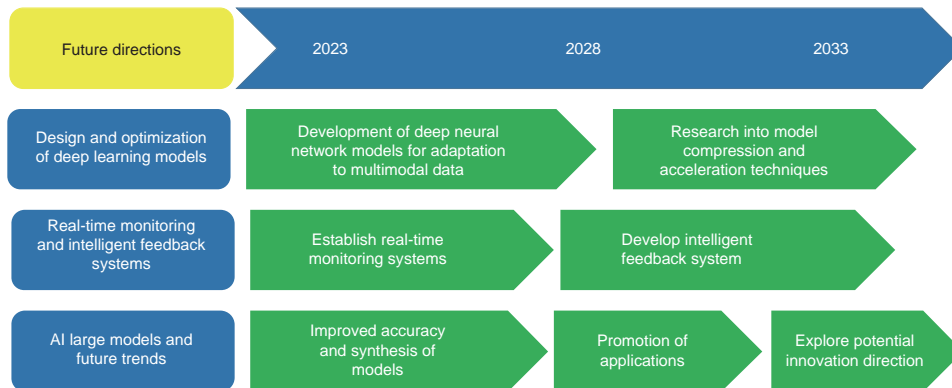 Future directions
2023
2028
2033
Design and optimization
of deep learning models
Development of deep neural
network models for adaptation
to multimodal data
Research into model
compression and
acceleration techniques
Real-time monitoring
and intelligent feedback
systems
Establish real-time
monitoring systems
Develop intelligent
feedback system
AI large models and
future trends
Improved accuracy
and synthesis of
models
Promotion of
applications
Explore potential
innovation direction